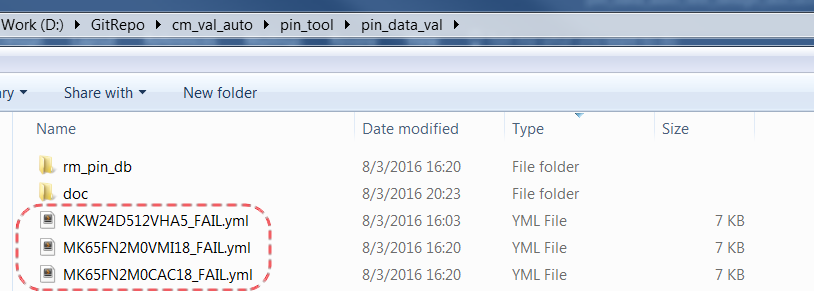 Work (D:) GitRepo cm_val_auto pin_tool pin_data_val
ary Share with New folder
Name Date modified Type Size
rm_pin_db 8/3/2016 16:20 File folder
doc 8/3/2016 20:23 File folder
MKW24D512VHA5_FAIL.yml 8/3/2016 16:03 YML File 7 KB
MK65FN2M0VMI18_FAIL.yml 8/3/2016 16:20 YML File 7 KB
MK65FN2M0CAC18_FAIL.yml 8/3/2016 16:20 YML File 7 KB